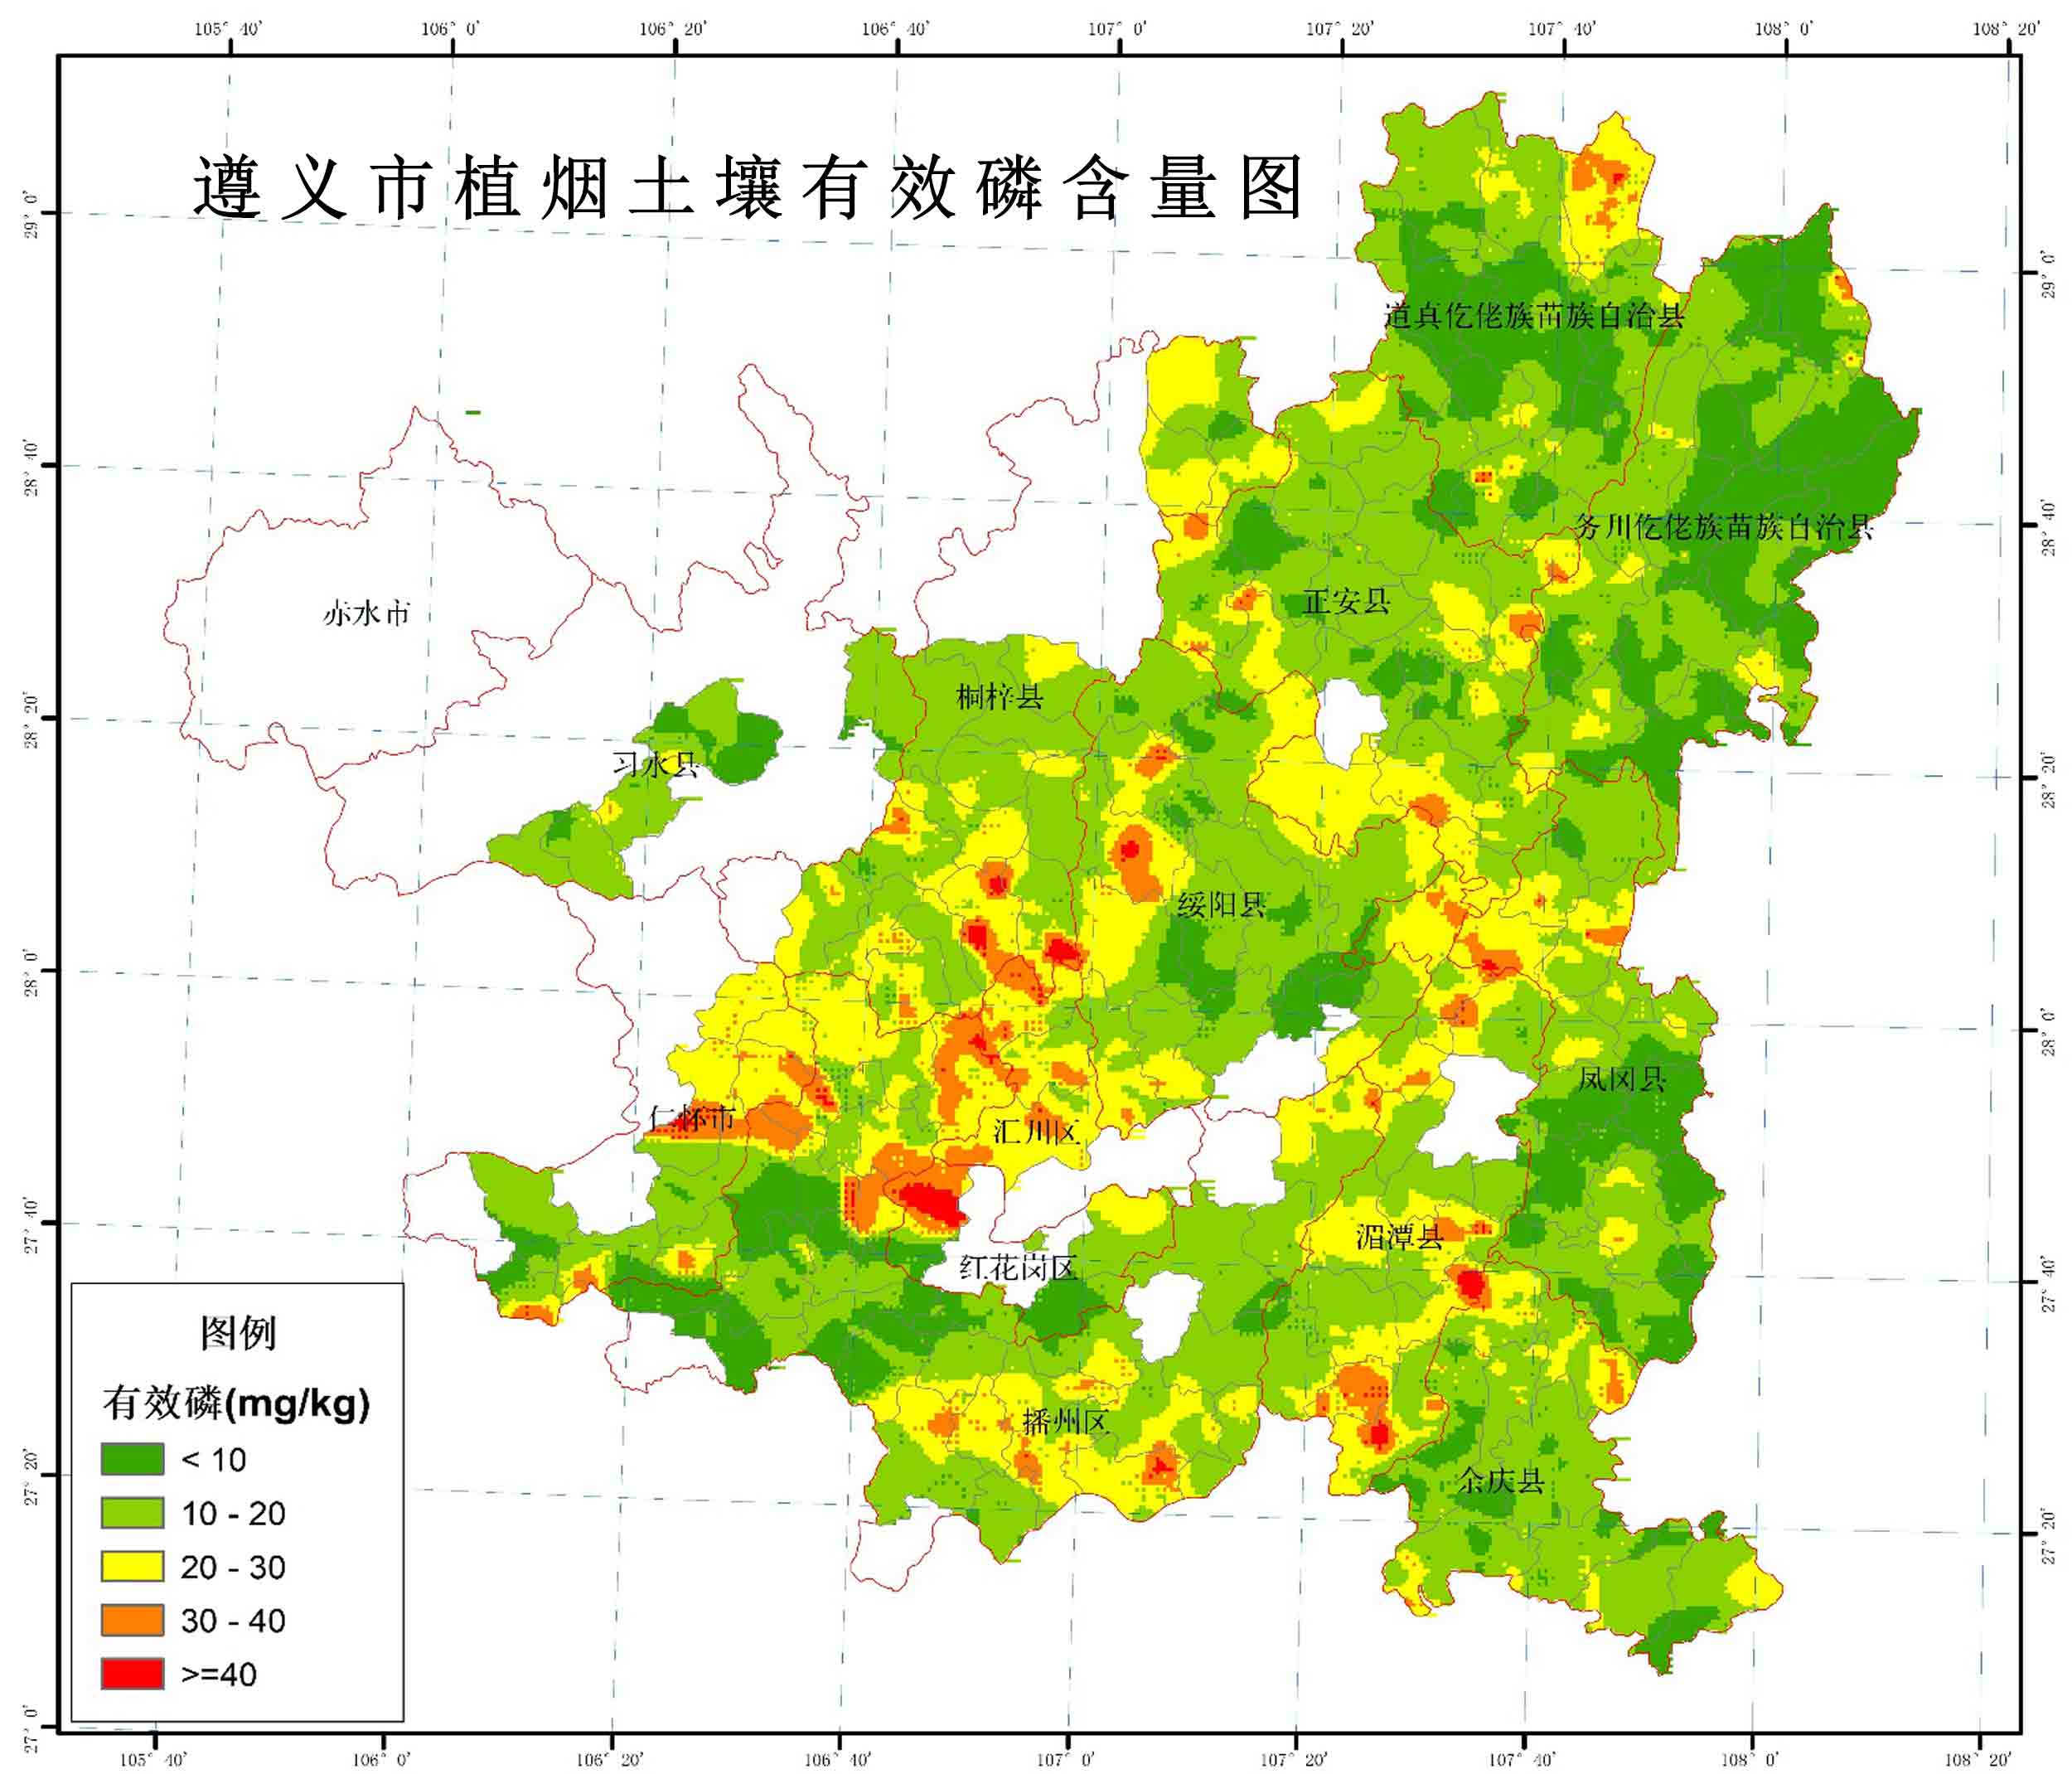 105° 40′ 106° 0′ 106° 20′ 106° 40′ 107° 0′ 107° 20′ 107° 40′ 108° 0′ 108° 20′
遵义市植烟土壤有效磷含量图
29° 0′
29° 0′
道真仡佬族苗族自治县
28° 40′
务川仡佬族苗族自治县
28° 40′
正安县
赤水市
桐梓县
28° 20′
习水县
28° 20′
绥阳县
28° 0′
28° 0′
凤冈县
仁怀市
汇川区
27° 40′
湄潭县
红花岗区
27° 40′
图例
有效磷(mg/kg)
< 10
10 - 20
20 - 30
30 - 40
>=40
播州区
27° 20′
余庆县
27° 20′
27° 0′
105° 40′ 106° 0′ 106° 20′ 106° 40′ 107° 0′ 107° 20′ 107° 40′ 108° 0′ 108° 20′